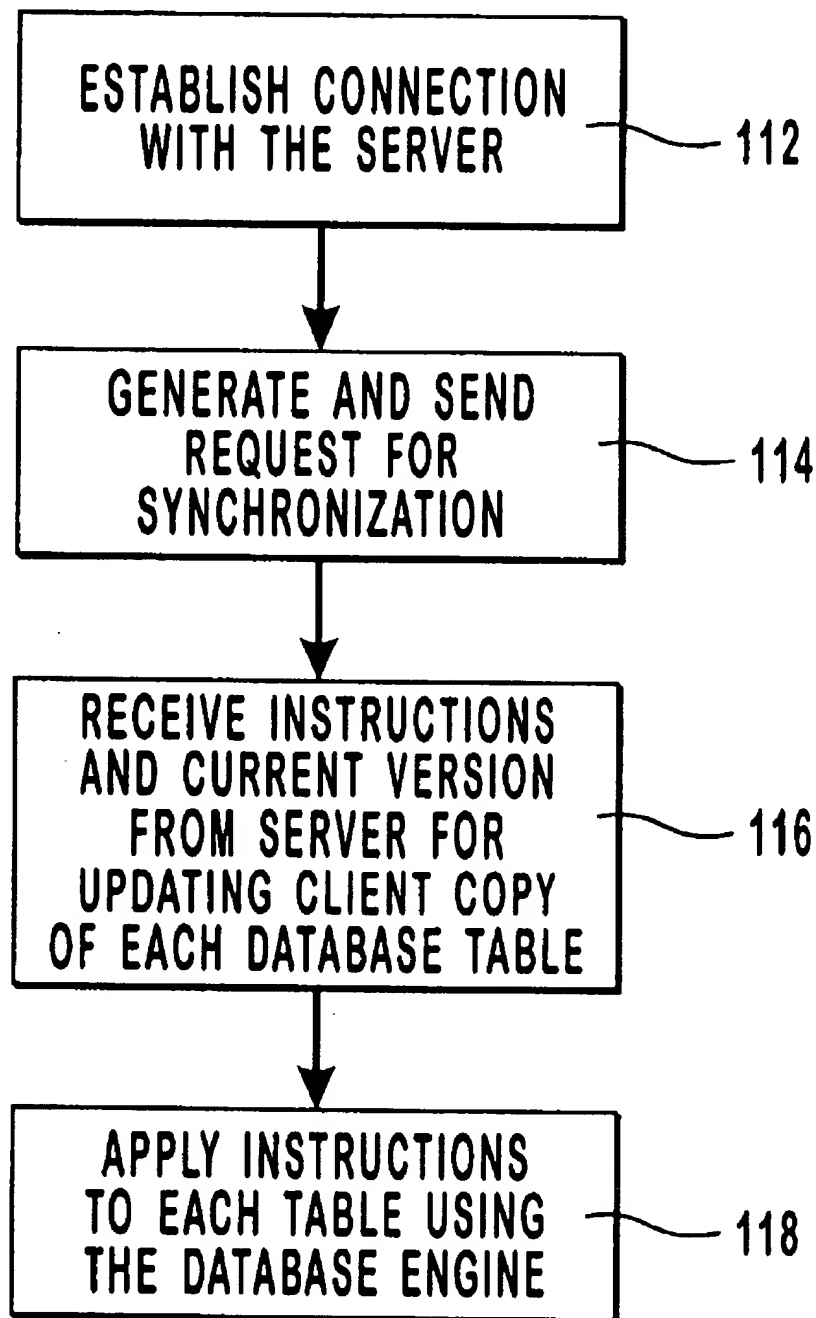 ESTABLISH CONNECTION
WITH THE SERVER
112
GENERATE AND SEND
REQUEST FOR
SYNCHRONIZATION
114
RECEIVE INSTRUCTIONS
AND CURRENT VERSION
FROM SERVER FOR
UPDATING CLIENT COPY
OF EACH DATABASE TABLE
116
APPLY INSTRUCTIONS
TO EACH TABLE USING
THE DATABASE ENGINE
118